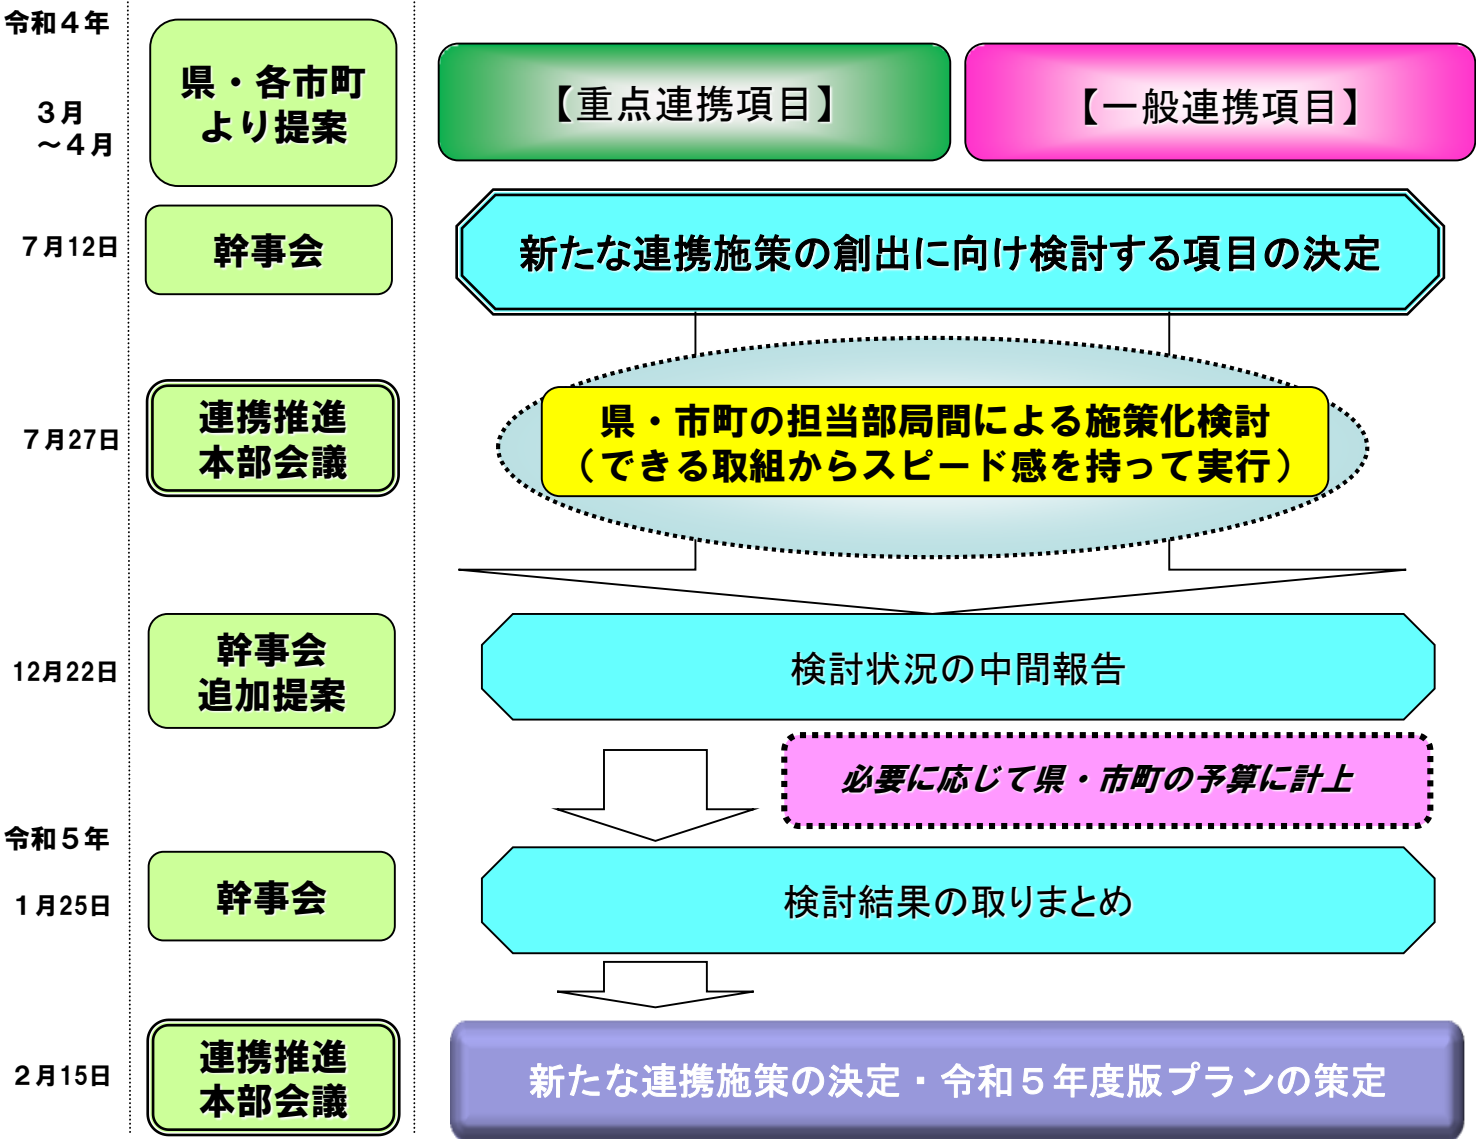 令和４年
３月
～４月
県・各市町
より提案
【重点連携項目】
【一般連携項目】
７月12日
幹事会
新たな連携施策の創出に向け検討する項目の決定
７月27日
連携推進
本部会議
県・市町の担当部局間による施策化検討
（できる取組からスピード感を持って実行）
12月22日
幹事会
追加提案
検討状況の中間報告
必要に応じて県・市町の予算に計上
令和５年
１月25日
幹事会
検討結果の取りまとめ
２月15日
連携推進
本部会議
新たな連携施策の決定・令和５年度版プランの策定